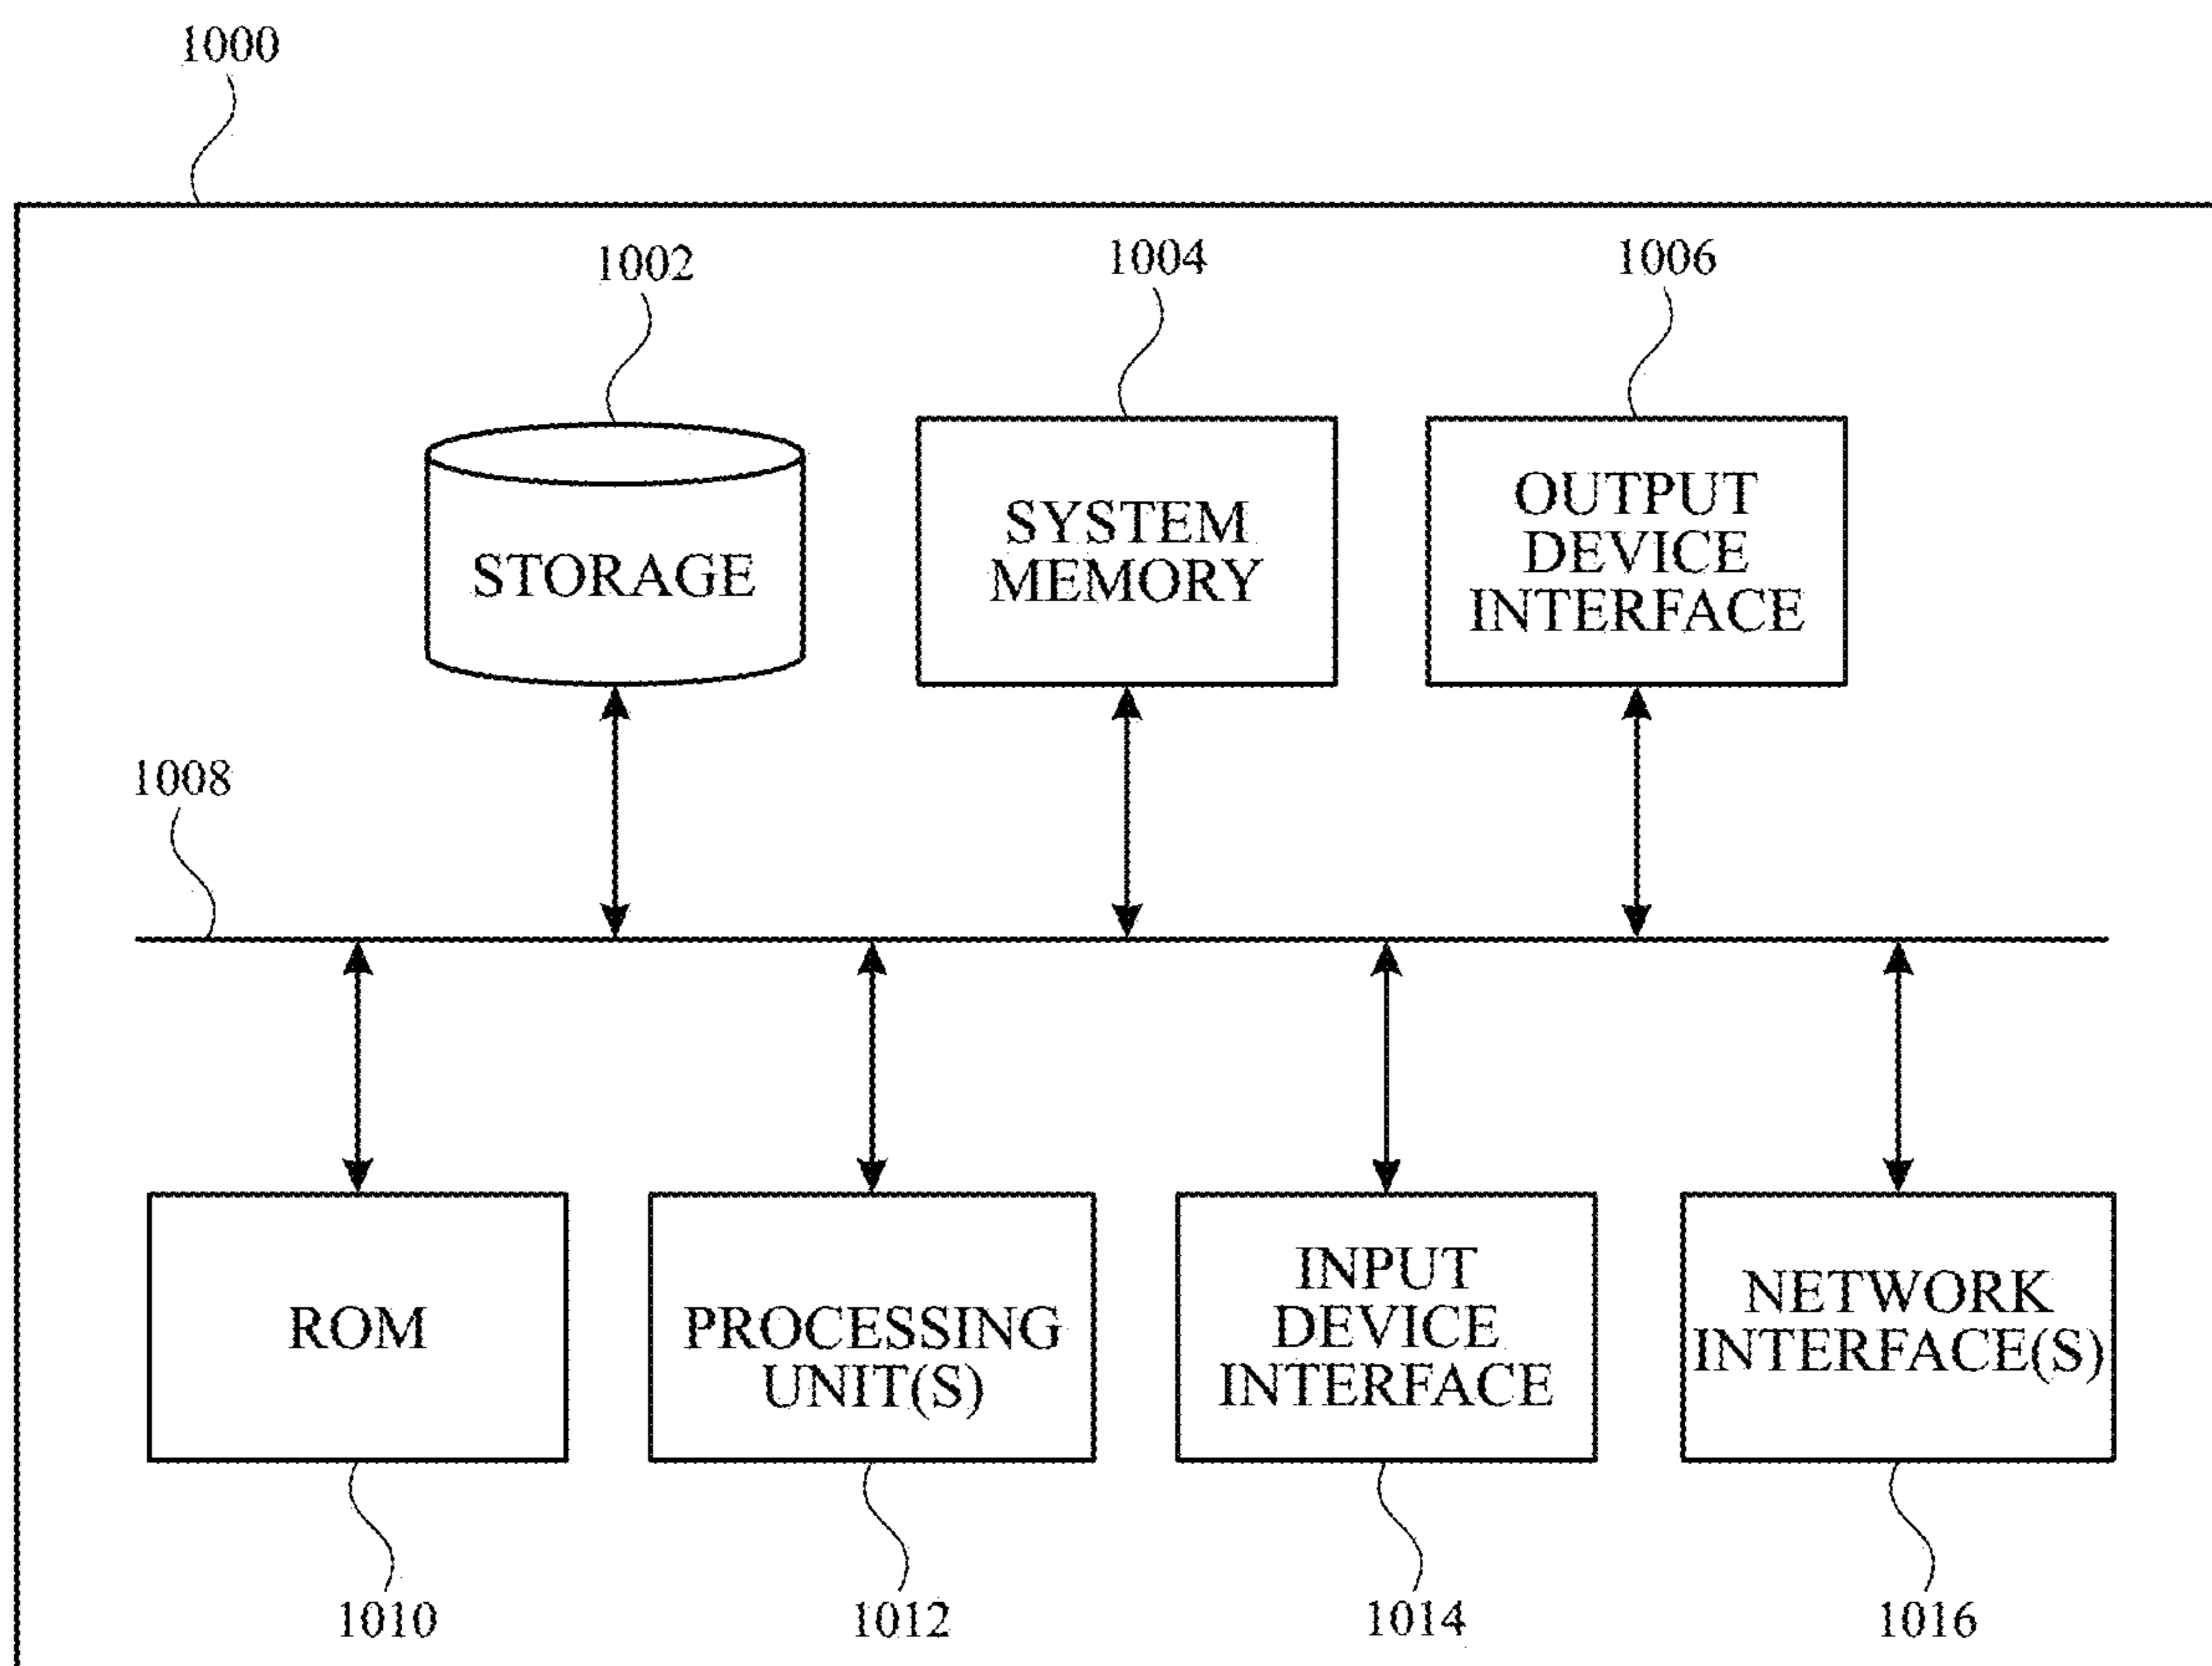 1000
1002
1004
1006
STORAGE
SYSTEM
MEMORY
OUTPUT
DEVICE
INTERFACE
1008
ROM
PROCESSING
UNIT(S)
INPUT
DEVICE
INTERFACE
NETWORK
INTERFACE(S)
1010
1012
1014
1016